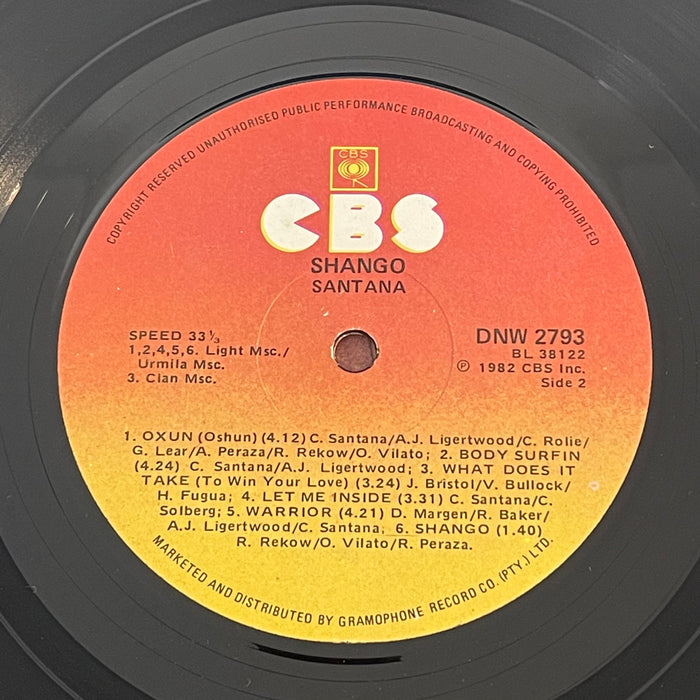 COPYRIGHT RESERVED UNAUTHORISED PUBLIC PERFORMANCE BROADCASTING AND COPYING PROHIBITED
CBS
CBS
SHANGO
SANTANA
SPEED 33⅓
1,2,4,5,6. Light Msc./
Urmila Msc.
3. Cian Msc.
DNW 2793
BL 38122
℗ 1982 CBS Inc.
Side 2
1. OXUN (Oshun) (4.12) C. Santana/A.J. Ligertwood/C. Rolie/
G. Lear/A. Peraza/R. Rekow/O. Vilato; 2. BODY SURFIN
(4.24) C. Santana/A.J. Ligertwood; 3. WHAT DOES IT
TAKE (To Win Your Love) (3.24) J. Bristol/V. Bullock/
H. Fugua; 4. LET ME INSIDE (3.31) C. Santana/C.
Solberg; 5. WARRIOR (4.21) D. Margen/R. Baker/
A.J. Ligertwood/C. Santana; 6. SHANGO (1.40)
R. Rekow/O. Vilato/R. Peraza.
MARKETED AND DISTRIBUTED BY GRAMOPHONE RECORD CO. (PTY.) LTD.